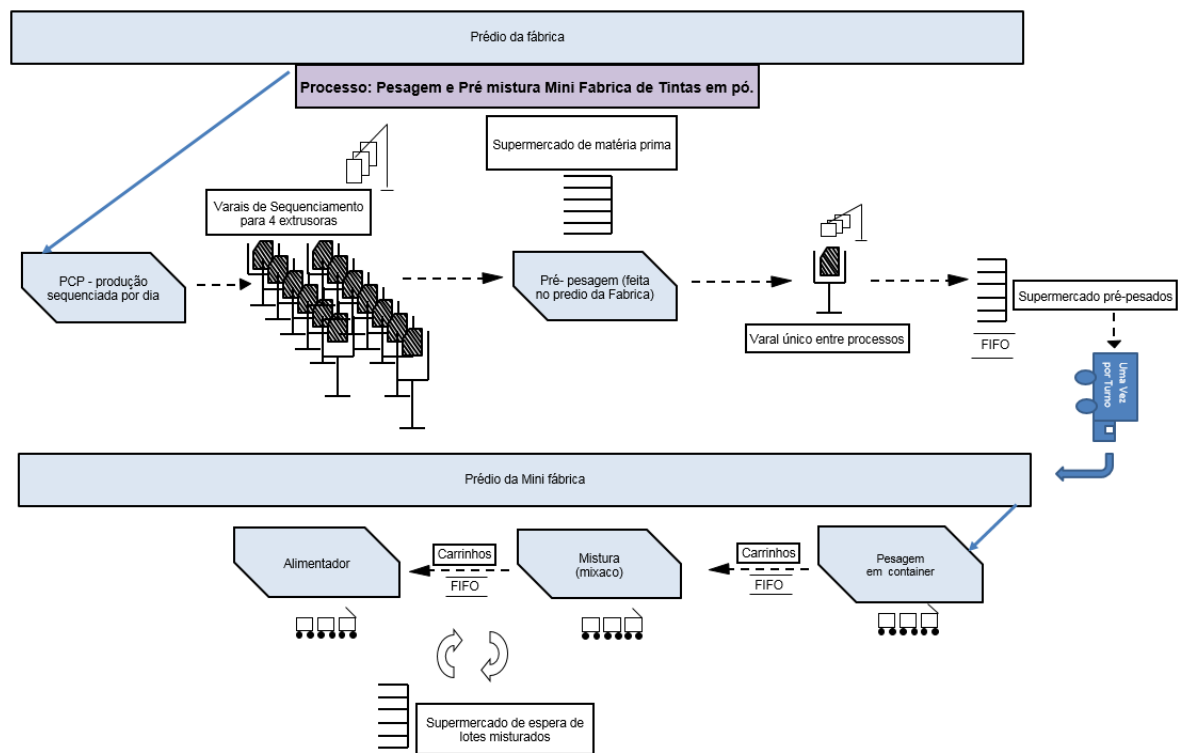 Prédio da fábrica
Processo: Pesagem e Pré mistura Mini Fabrica de Tintas em pó.
Supermercado de matéria prima
Varais de Sequenciamento
para 4 extrusoras
PCP - produção
sequenciada por dia
Pré- pesagem (feita
no predio da Fabrica)
Varal único entre processos
Supermercado pré-pesados
FIFO
Uma Vez
por Turno
Prédio da Mini fábrica
Alimentador
Carrinhos
FIFO
Mistura
(mixaco)
Carrinhos
FIFO
Pesagem
em container
Supermercado de espera de
lotes misturados